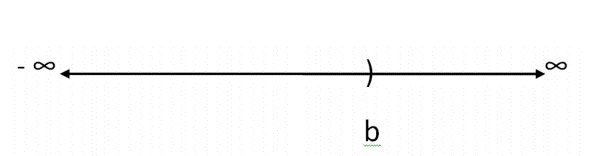 - ∞ ) ∞
b